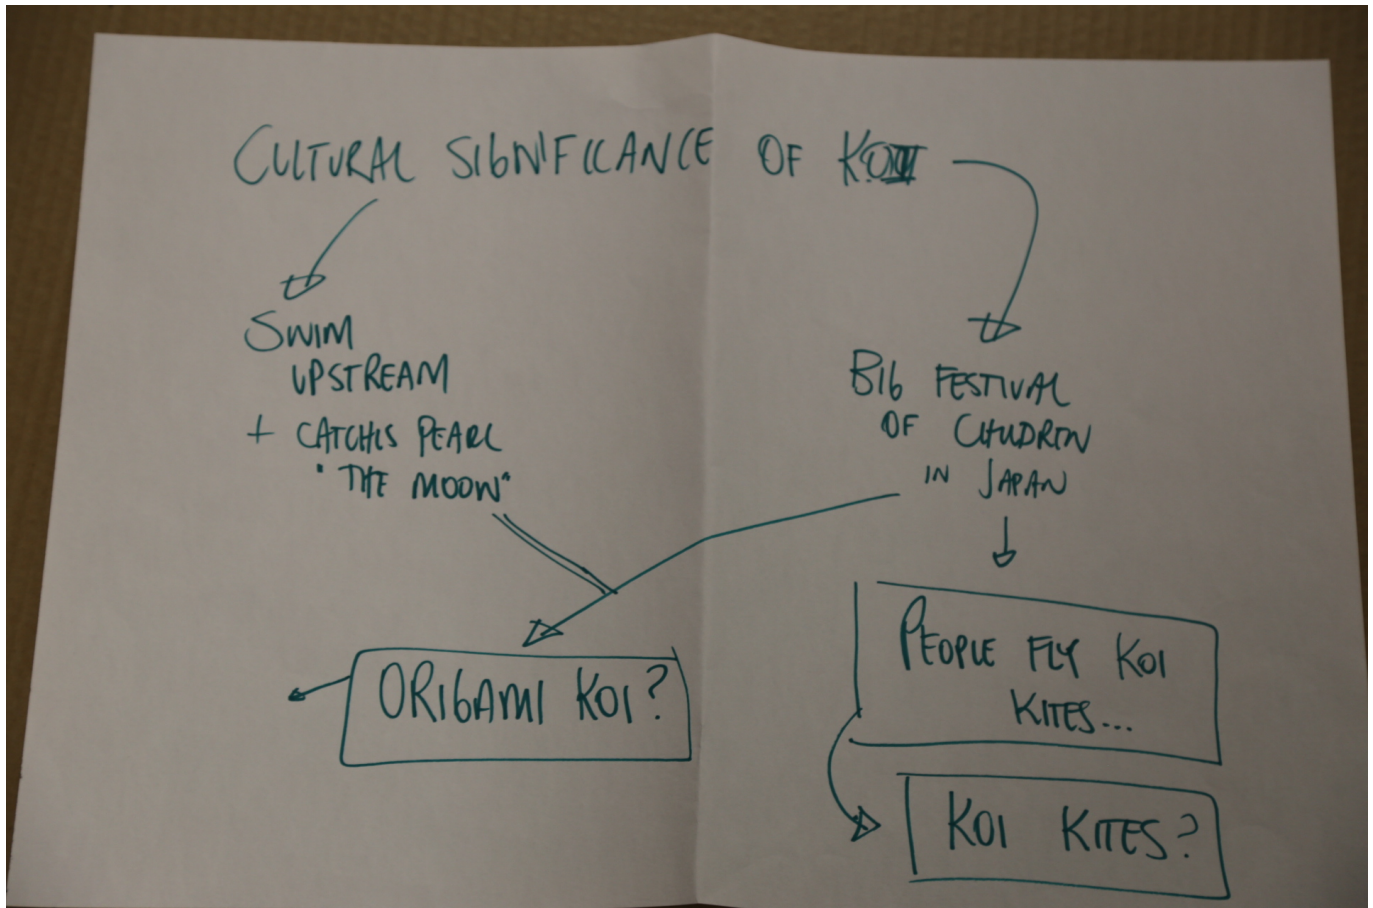 CULTURAL SIGNIFICANCE OF KOI
SWIM
UPSTREAM
+ CATCHES PEARL
"THE MOON"
BIG FESTIVAL
OF CHILDREN
IN JAPAN
ORIGAMI KOI?
PEOPLE FLY KOI
KITES...
KOI KITES?